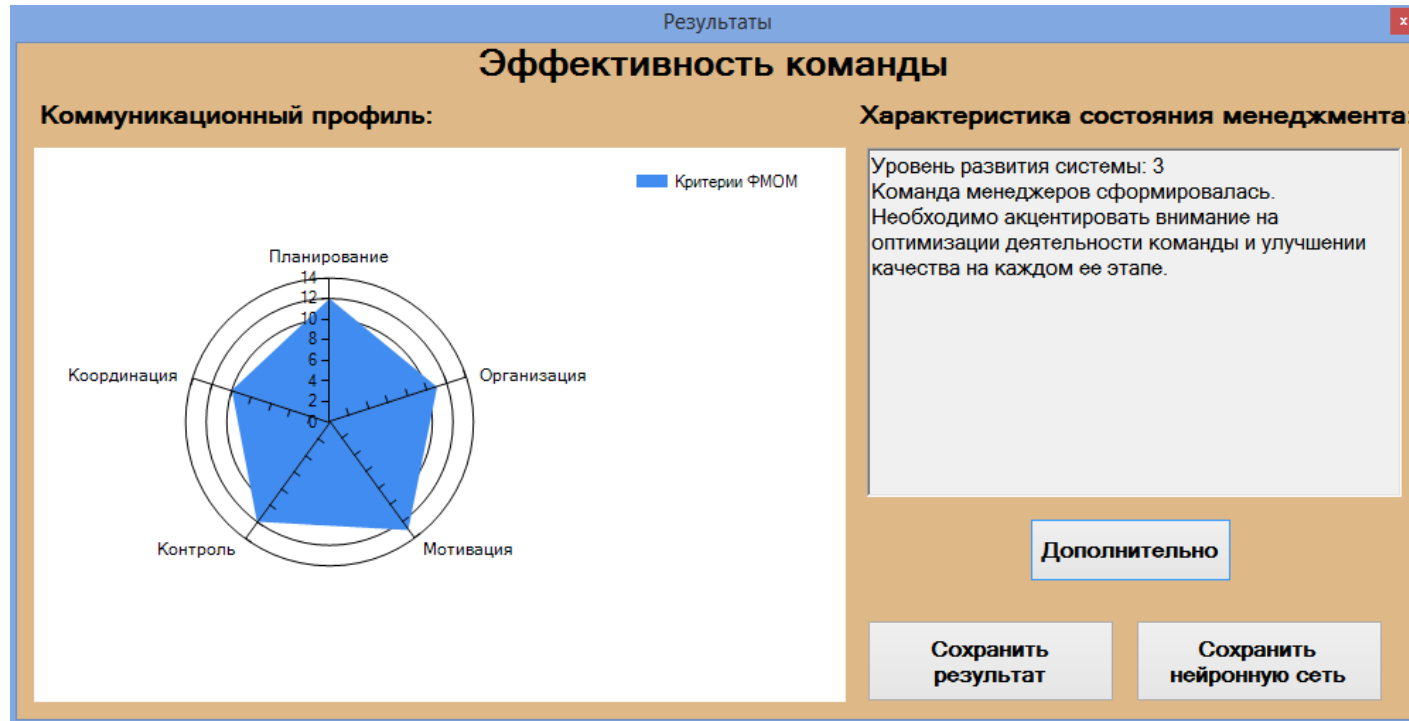 Результаты
x
Эффективность команды
Коммуникационный профиль:
Характеристика состояния менеджмента:
Критерии ФМОМ
Планирование
14
12
10
8
6
4
2
0
Координация
Организация
Контроль
Мотивация
Уровень развития системы: 3
Команда менеджеров сформировалась.
Необходимо акцентировать внимание на
оптимизации деятельности команды и улучшении
качества на каждом ее этапе.
Дополнительно
Сохранить
результат
Сохранить
нейронную сеть